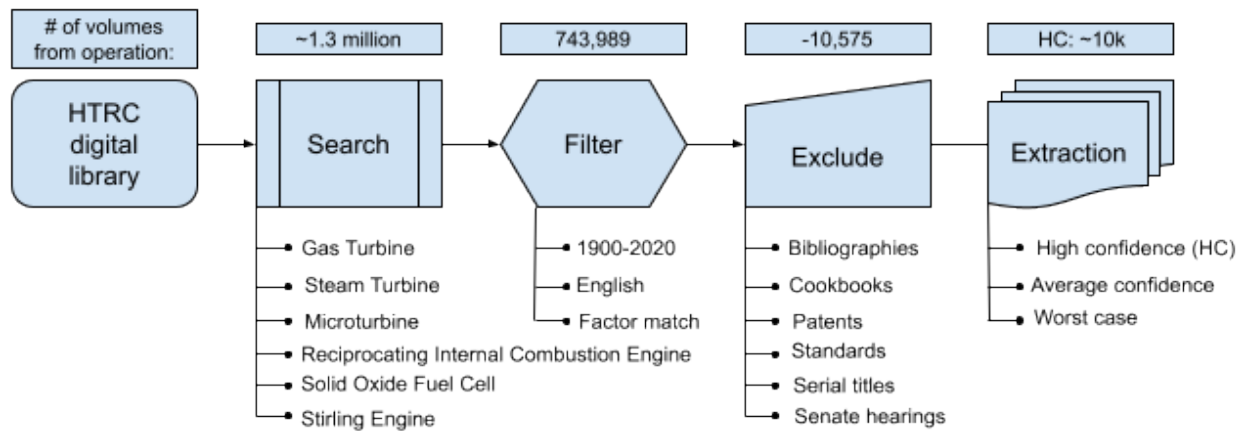 # of volumes
from operation:
~1.3 million
743,989
-10,575
HC: ~10k
HTRC
digital
library
Search
Filter
Exclude
Extraction
Gas Turbine
Steam Turbine
Microturbine
Reciprocating Internal Combustion Engine
Solid Oxide Fuel Cell
Stirling Engine
1900-2020
English
Factor match
Bibliographies
Cookbooks
Patents
Standards
Serial titles
Senate hearings
High confidence (HC)
Average confidence
Worst case